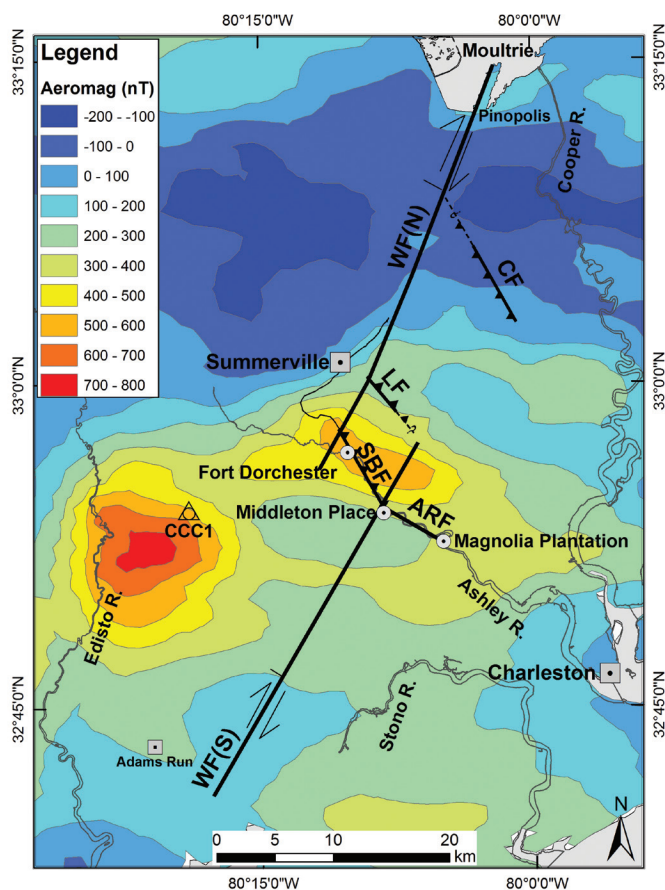 80°15'0"W
80°0'0"W
33°15'0"N
33°15'0"N
Legend
Aeromag (nT)
-200 - -100
-100 - 0
0 - 100
100 - 200
200 - 300
300 - 400
400 - 500
500 - 600
600 - 700
700 - 800
Moultrie
Pinopolis
Cooper R.
WF(N)
CF
Summerville
33°0'0"N
33°0'0"N
LF
SBF
Fort Dorchester
ARF
Middleton Place
CCC1
Magnolia Plantation
Edisto R.
Ashley R.
Charleston
Stono R.
32°45'0"N
32°45'0"N
WF(S)
Adams Run
N
0 5 10 20
km
80°15'0"W
80°0'0"W